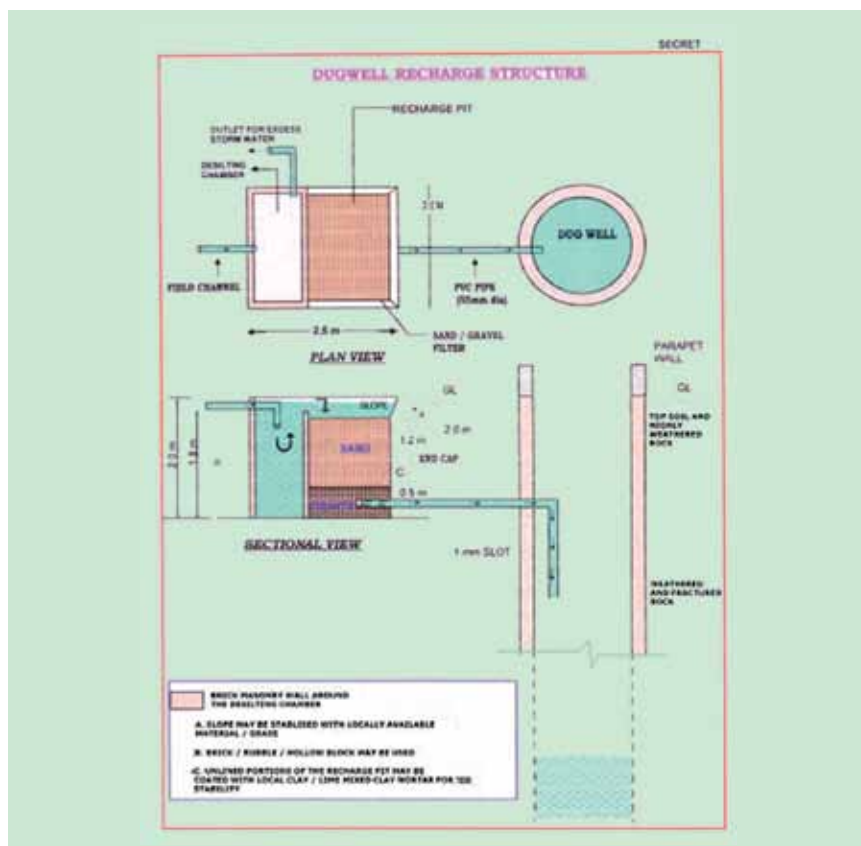 SECRET
DUGWELL RECHARGE STRUCTURE
RECHARGE PIT
OUTLET FOR EXCESS
STORM WATER
DESILTING
CHAMBER
DUG WELL
FIELD CHANNEL
PVC PIPE
2.5 m
SAND / GRAVEL
FILTER
PLAN VIEW
PARAPET
WALL
GL
GL
SLOPE
TOP SOIL AND
HIGHLY
WEATHERED
ROCK
2.0 m
1.2 m
SAND
END CAP
2.0 m
1.8 m
C
0.5 m
SECTIONAL VIEW
1 mm SLOT
WEATHERED
AND FRACTURED
ROCK
BRICK MASONRY WALL AROUND
THE DESILTING CHAMBER
A. SLOPE MAY BE STABLISED WITH LOCALLY AVAILABLE
MATERIAL / GRASS
B. BRICK / RUBBLE / HOLLOW BLOCK MAY BE USED
C. UNLINED PORTIONS OF THE RECHARGE PIT MAY BE
COATED WITH LOCAL CLAY / LIME MIXED-CLAY MORTAR FOR
STABILITY